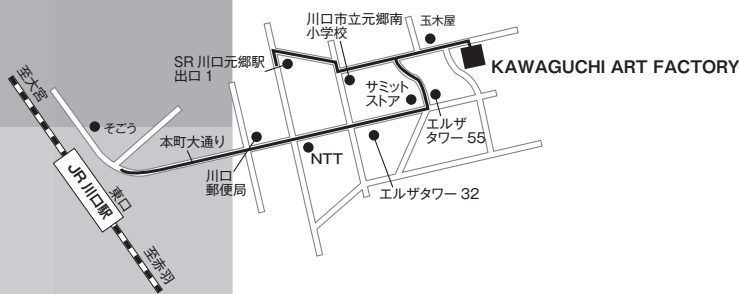 至大宮
そごう
JR 川口駅
東口
至赤羽
本町大通り
SR 川口元郷駅
出口 1
川口市立元郷南
小学校
玉木屋
KAWAGUCHI ART FACTORY
サミット
ストア
エルザ
タワー 55
川口
郵便局
NTT
エルザタワー 32